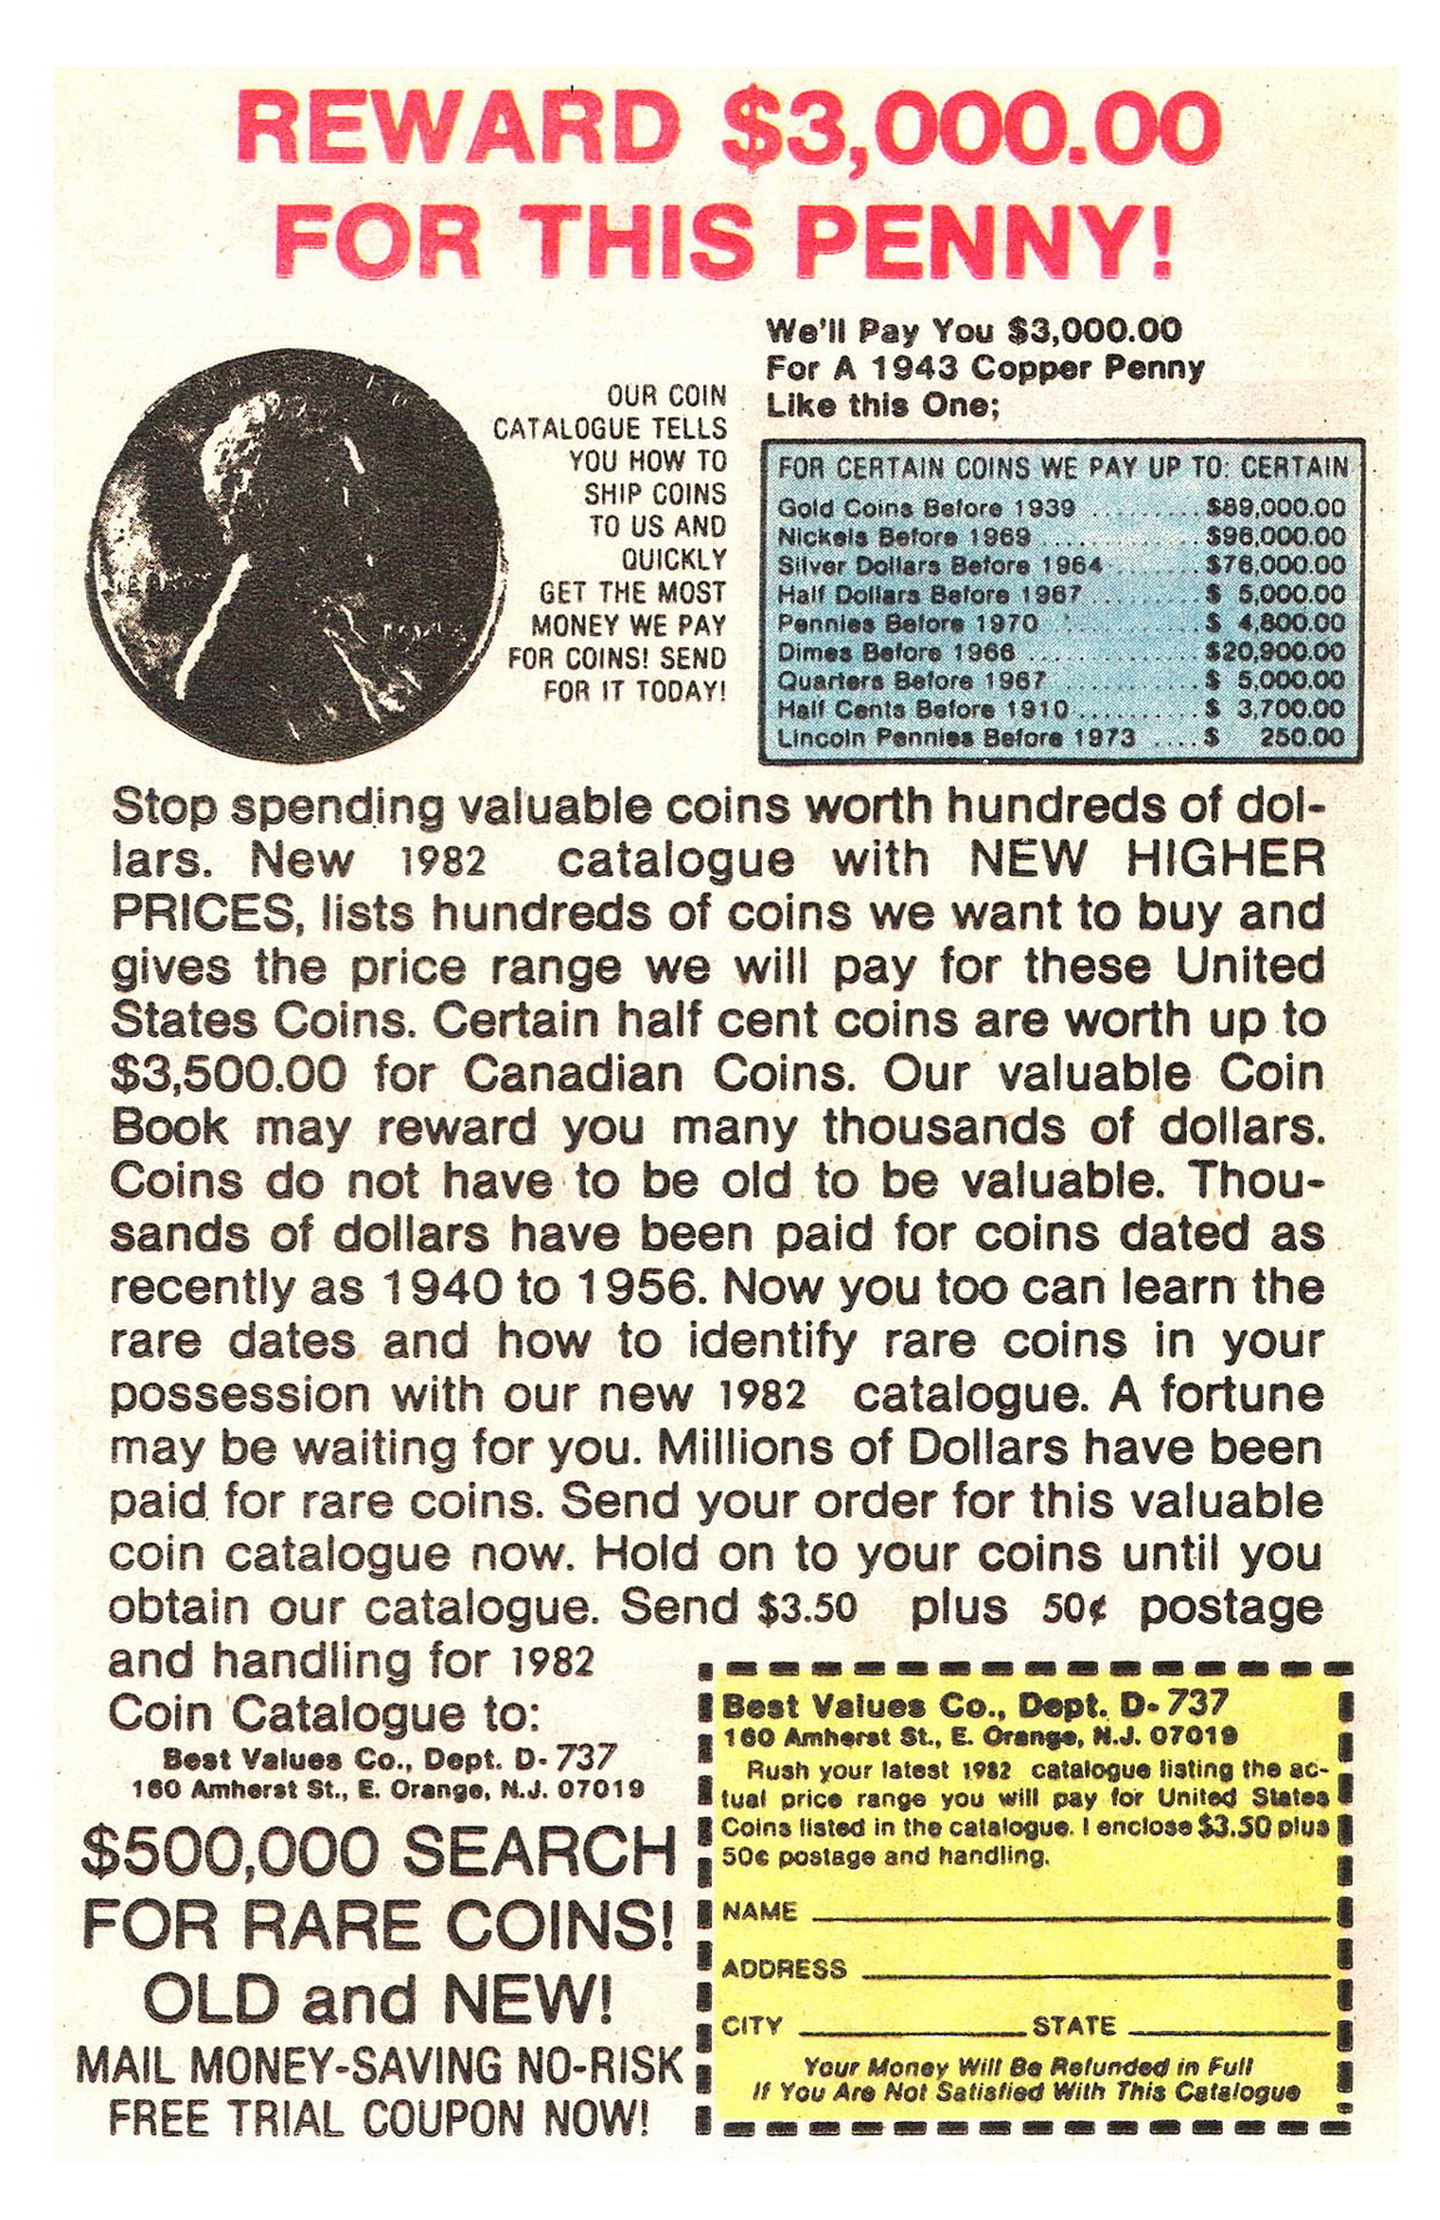 REWARD $3,000.00
FOR THIS PENNY!
We'll Pay You $3,000.00
For A 1943 Copper Penny
Like this One;
OUR COIN
CATALOGUE TELLS
YOU HOW TO
SHIP COINS
TO US AND
QUICKLY
GET THE MOST
MONEY WE PAY
FOR COINS! SEND
FOR IT TODAY!
FOR CERTAIN COINS WE PAY UP TO: CERTAIN
Gold Coins Before 1939 ......... $89,000.00
Nickels Before 1969 ............. $96,000.00
Silver Dollars Before 1964 ....... $76,000.00
Half Dollars Before 1967 ......... $ 5,000.00
Pennies Before 1970 ............ $ 4,800.00
Dimes Before 1966 .............. $20,900.00
Quarters Before 1967 ........... $ 5,000.00
Half Cents Before 1910 .......... $ 3,700.00
Lincoln Pennies Before 1973 .... $ 250.00
Stop spending valuable coins worth hundreds of dol-
lars. New 1982 catalogue with NEW HIGHER
PRICES, lists hundreds of coins we want to buy and
gives the price range we will pay for these United
States Coins. Certain half cent coins are worth up to
$3,500.00 for Canadian Coins. Our valuable Coin
Book may reward you many thousands of dollars.
Coins do not have to be old to be valuable. Thou-
sands of dollars have been paid for coins dated as
recently as 1940 to 1956. Now you too can learn the
rare dates and how to identify rare coins in your
possession with our new 1982 catalogue. A fortune
may be waiting for you. Millions of Dollars have been
paid for rare coins. Send your order for this valuable
coin catalogue now. Hold on to your coins until you
obtain our catalogue. Send $3.50 plus 50¢ postage
and handling for 1982
Coin Catalogue to:
Best Values Co., Dept. D-737
160 Amherst St., E. Orange, N.J. 07019
$500,000 SEARCH
FOR RARE COINS!
OLD and NEW!
MAIL MONEY-SAVING NO-RISK
FREE TRIAL COUPON NOW!
Best Values Co., Dept. D-737
160 Amherst St., E. Orange, N.J. 07019
Rush your latest 1982 catalogue listing the ac-
tual price range you will pay for United States
Coins listed in the catalogue. I enclose $3.50 plus
50¢ postage and handling.
NAME
ADDRESS
CITY STATE
Your Money Will Be Refunded in Full
If You Are Not Satisfied With This Catalogue